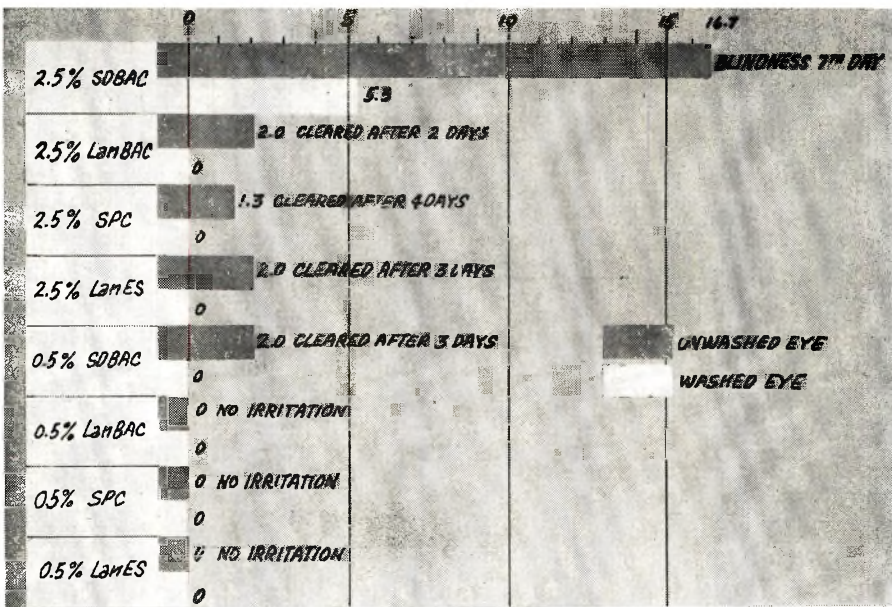 0 5 10 15 16.7
2.5% SDBAC
BLINDNESS 7TH DAY
5.3
2.5% LanBAC
2.0 CLEARED AFTER 2 DAYS
0
2.5% SPC
1.3 CLEARED AFTER 4 DAYS
0
2.5% LanES
2.0 CLEARED AFTER 3 DAYS
0
0.5% SDBAC
2.0 CLEARED AFTER 3 DAYS
0
UNWASHED EYE
WASHED EYE
0.5% LanBAC
0 NO IRRITATION
0
0.5% SPC
0 NO IRRITATION
0
0.5% LanES
0 NO IRRITATION
0